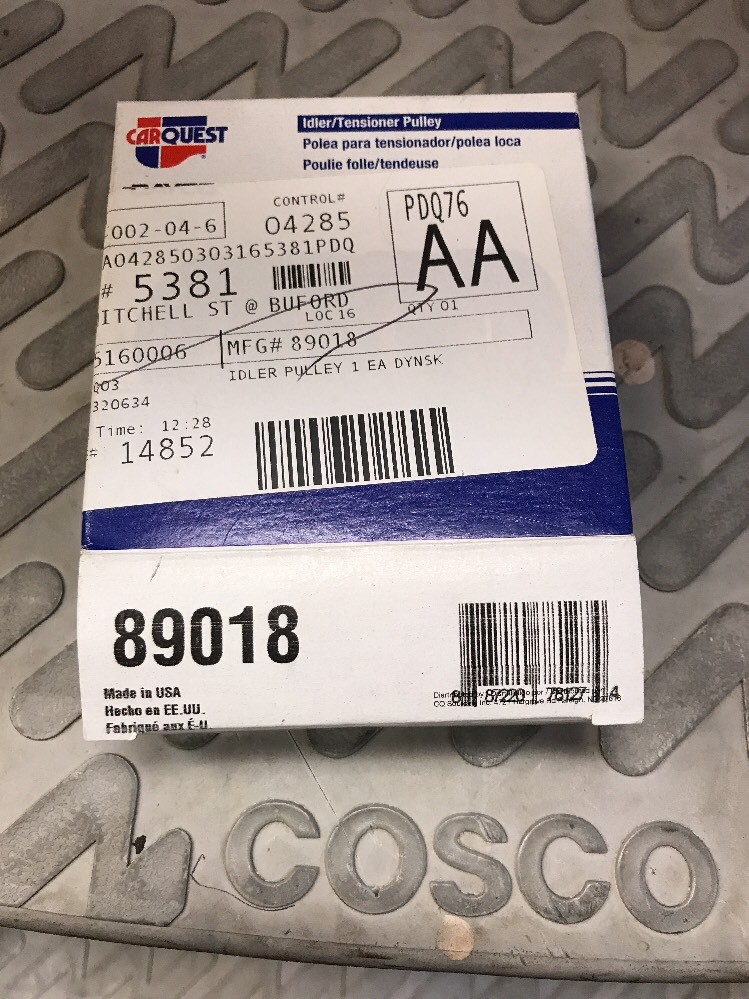 CARQUEST
Idler/Tensioner Pulley
Polea para tensionador/polea loca
Poulie folle/tendeuse
002-04-6
CONTROL#
04285
PDQ76
AA
A042850303165381PDQ
# 5381
ITCHELL ST @ BUFORD
LOC 16
QTY 01
5160006
MFG# 89018
003
IDLER PULLEY 1 EA DYNSK
320634
Time: 12:28
# 14852
89018
Made in USA
Hecho en EE.UU.
Fabriqué aux É-U
COSCO